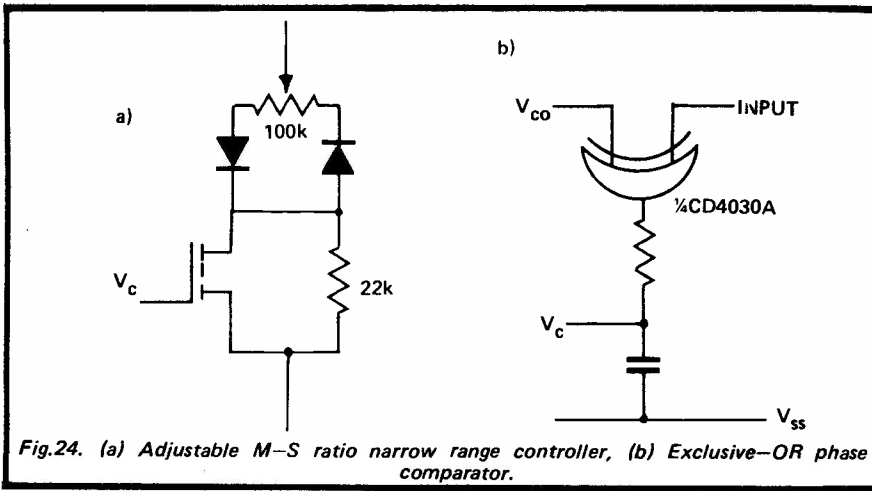 a)
100k
V_c
22k
b)
V_co
INPUT
¼CD4030A
V_c
V_ss
Fig.24. (a) Adjustable M–S ratio narrow range controller, (b) Exclusive–OR phase
comparator.